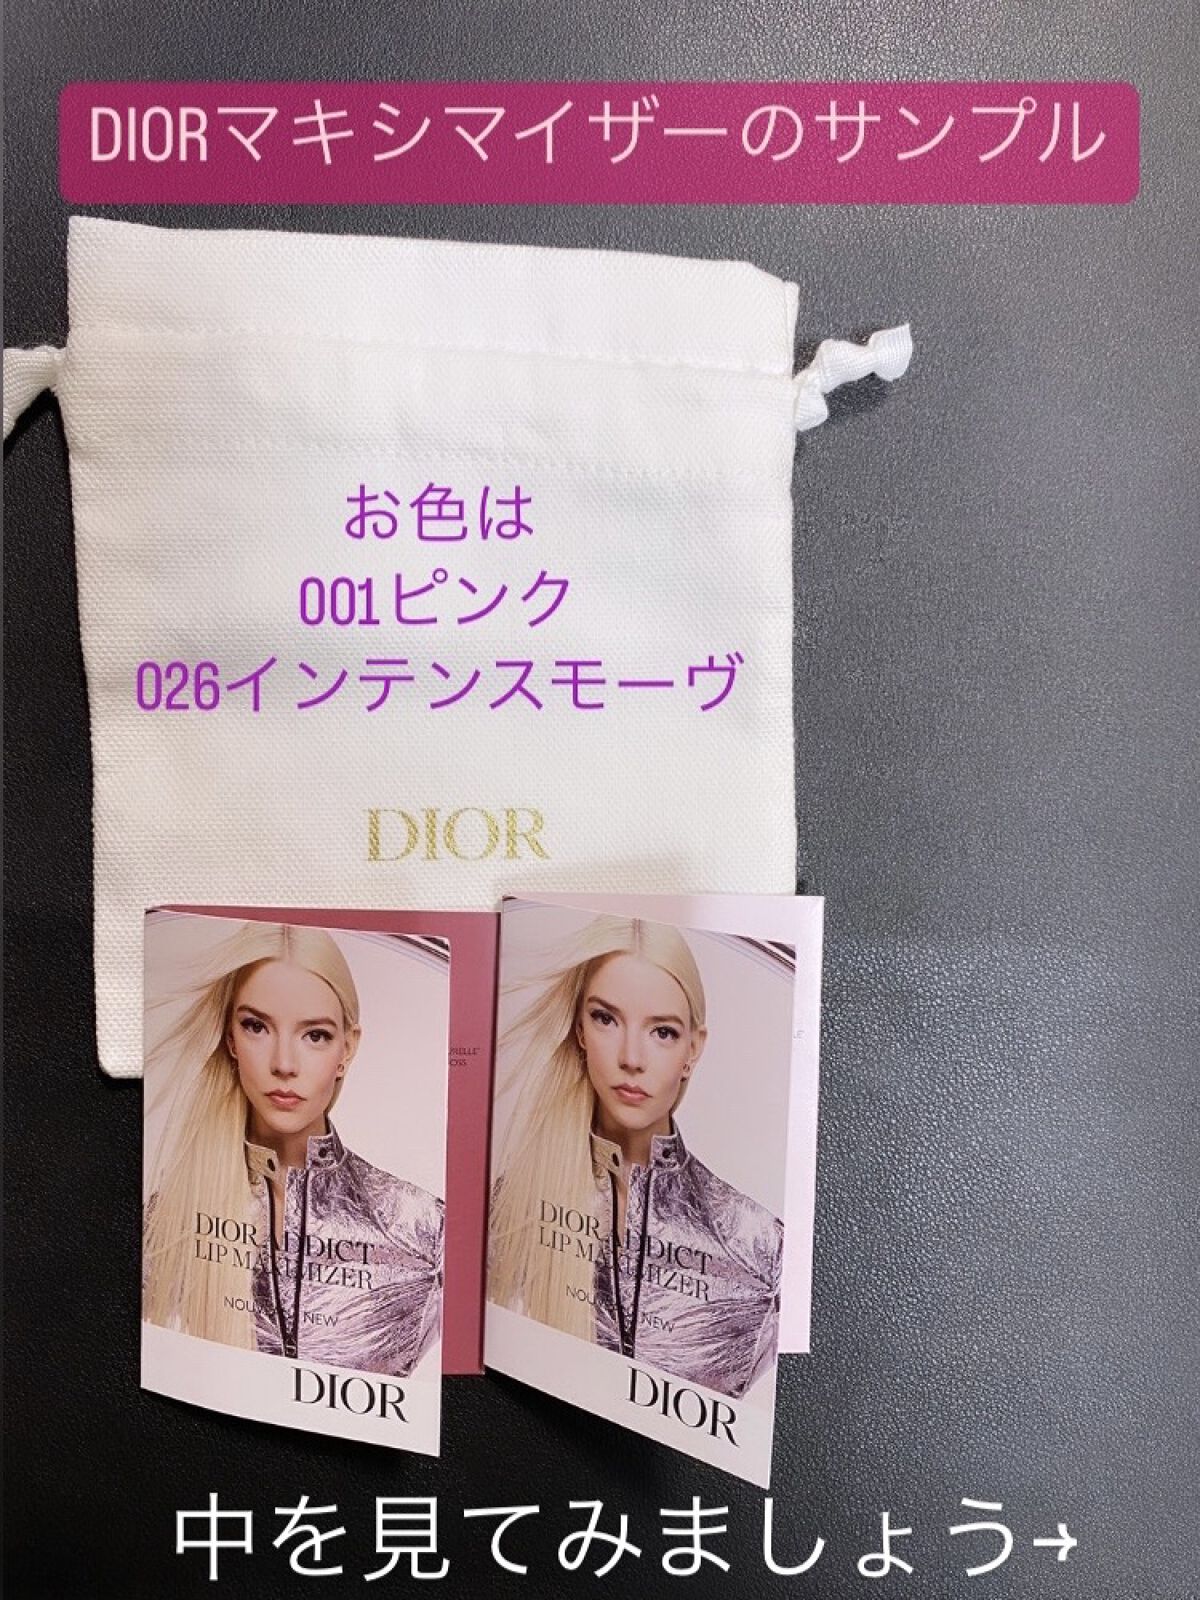 DIORマキシマイザーのサンプル
お色は
001ピンク
026インテンスモーヴ
DIOR
DIOR ADDICT
LIP MAXIMIZER
NEW
DIOR
DIOR ADDICT
LIP MAXIMIZER
NEW
DIOR
中を見てみましょう→